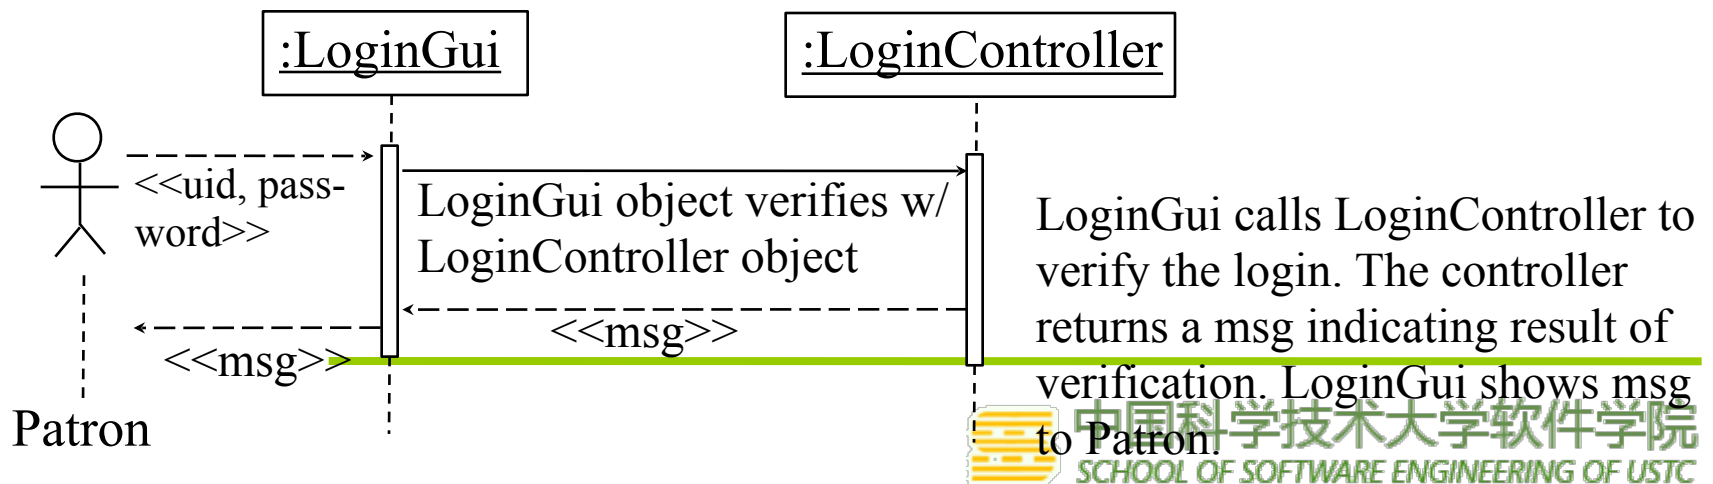 :LoginGui
:LoginController
<<uid, pass-
word>>
LoginGui object verifies w/
LoginController object
<<msg>>
<<msg>>
Patron
LoginGui calls LoginController to
verify the login. The controller
returns a msg indicating result of
verification. LoginGui shows msg
to Patron.
中国科学技术大学软件学院
SCHOOL OF SOFTWARE ENGINEERING OF USTC